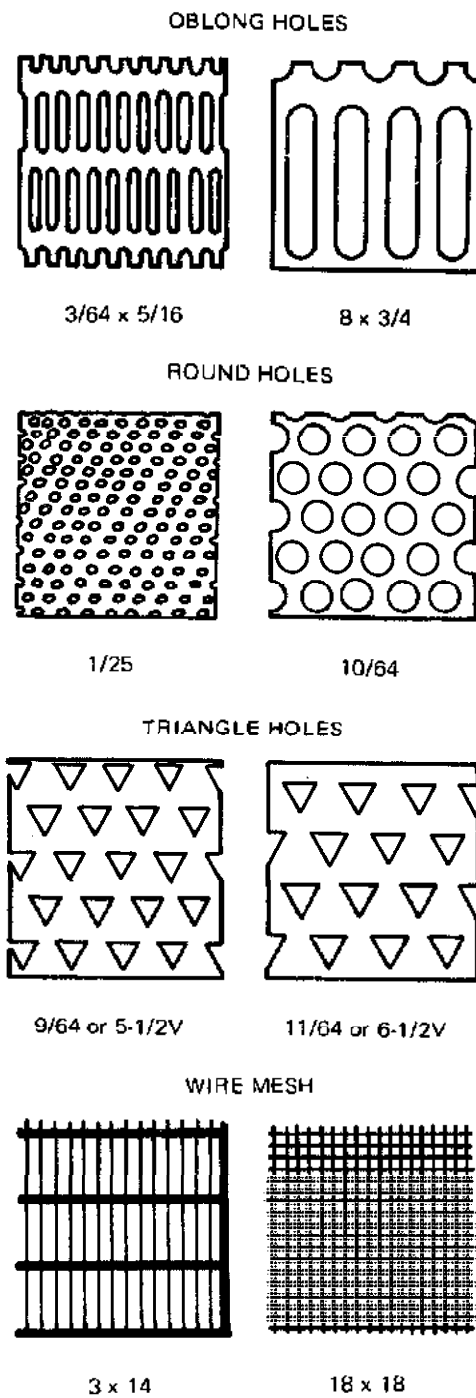 OBLONG HOLES
3/64 x 5/16
8 x 3/4
ROUND HOLES
1/25
10/64
TRIANGLE HOLES
9/64 or 5-1/2V
11/64 or 6-1/2V
WIRE MESH
3 x 14
18 x 18